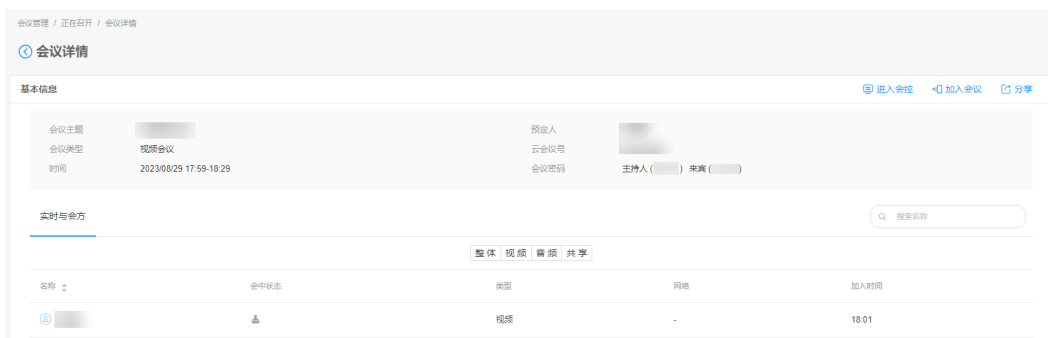 会议管理 / 正在召开 / 会议详情
会议详情
基本信息 进入会控 加入会议 分享
会议主题 预定人
会议类型 视频会议 云会议号
时间 2023/08/29 17:59-18:29 会议密码 主持人 ( ) 来宾 ( )
实时与会方 搜索名称
整体 视频 音频 共享
名称 会中状态 类型 网络 加入时间
视频 - 18:01